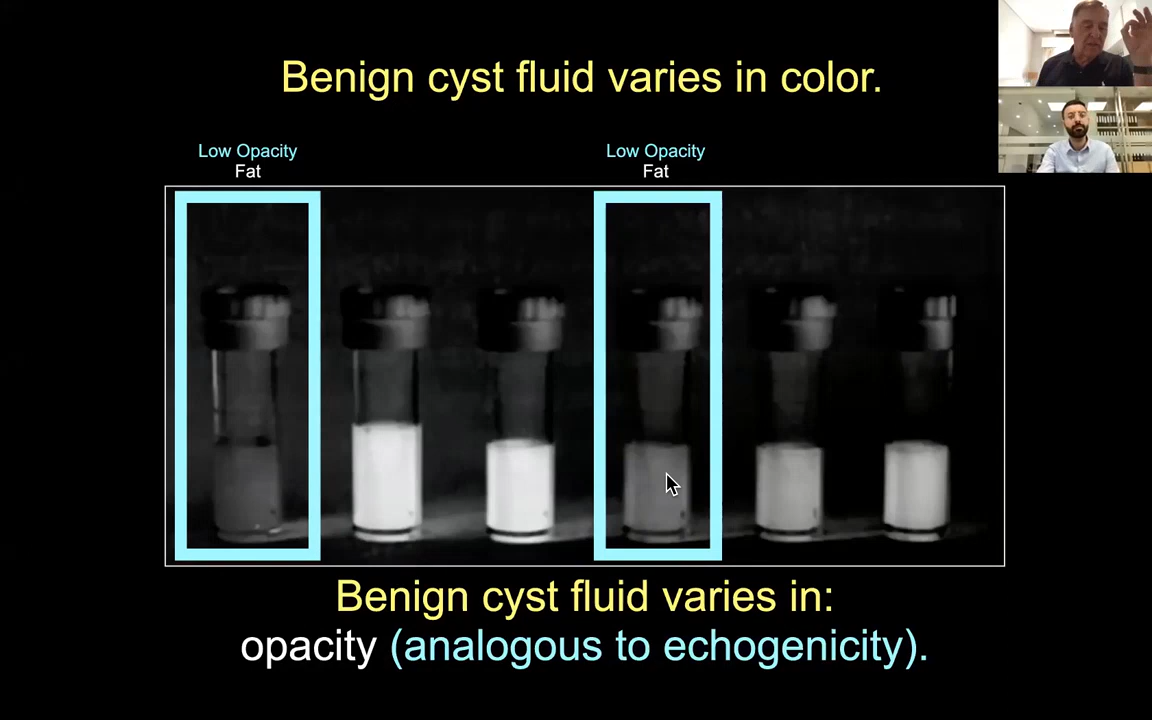 Benign cyst fluid varies in color.
Low Opacity
Fat
Low Opacity
Fat
Benign cyst fluid varies in:
opacity (analogous to echogenicity).